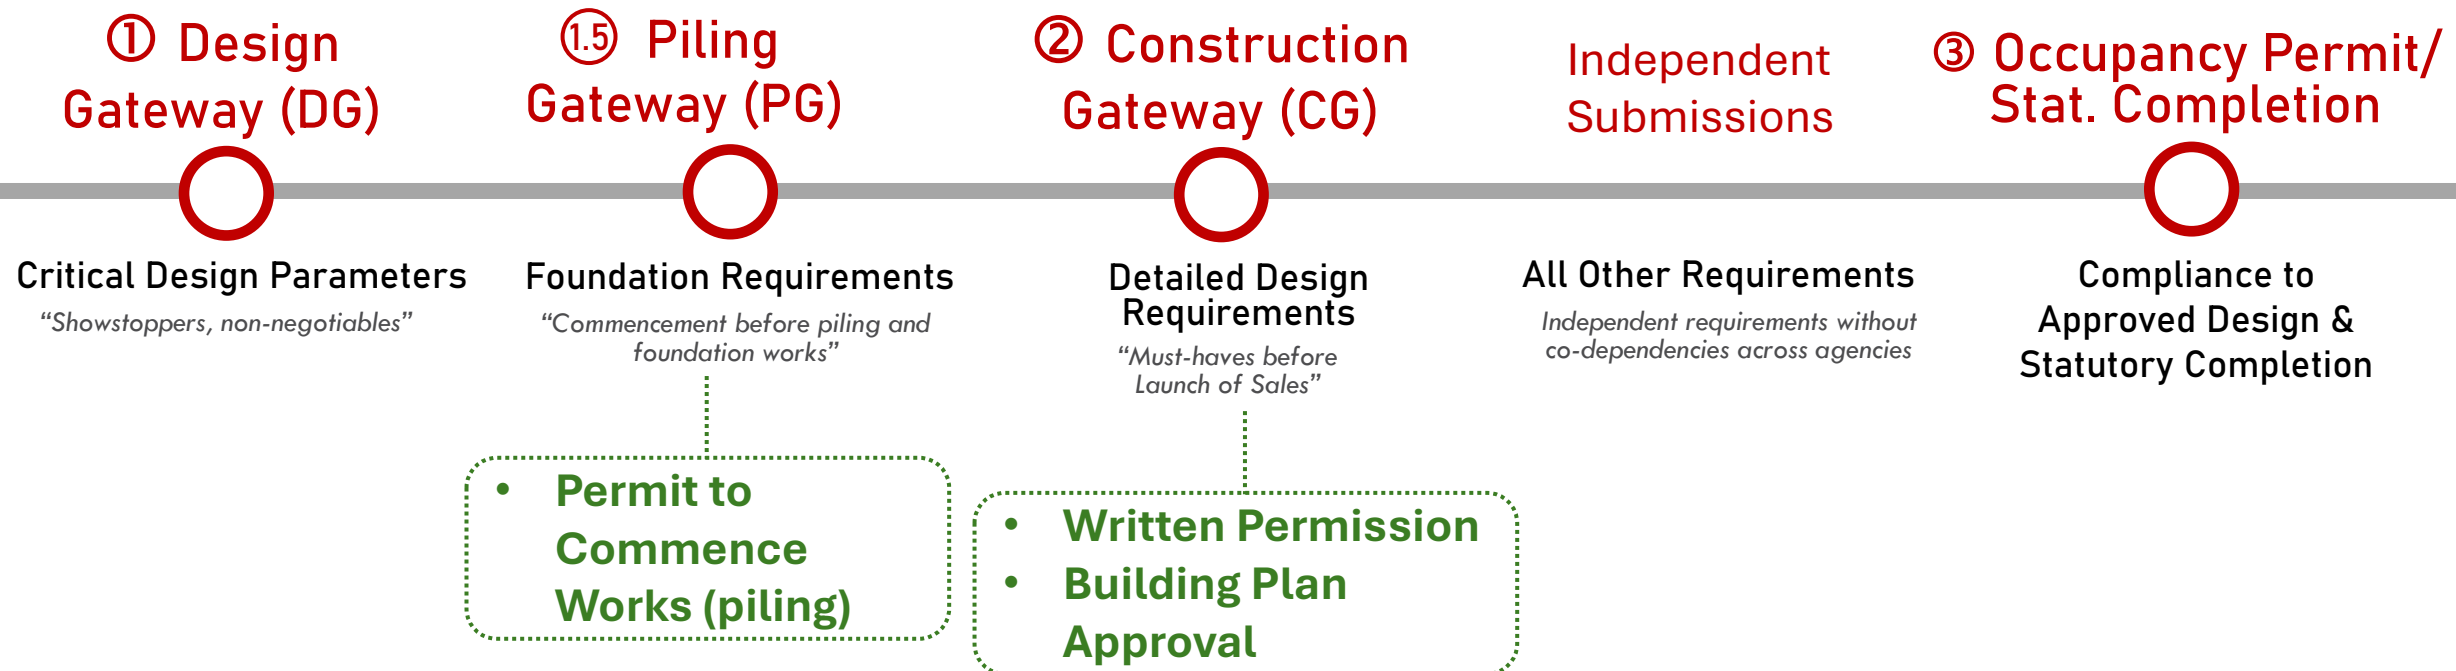 ① Design
Gateway (DG)
Critical Design Parameters
“Showstoppers, non-negotiables”
1.5 Piling
Gateway (PG)
Foundation Requirements
“Commencement before piling and
foundation works”
• Permit to
Commence
Works (piling)
② Construction
Gateway (CG)
Detailed Design
Requirements
“Must-haves before
Launch of Sales”
• Written Permission
• Building Plan
Approval
Independent
Submissions
All Other Requirements
Independent requirements without
co-dependencies across agencies
③ Occupancy Permit/
Stat. Completion
Compliance to
Approved Design &
Statutory Completion